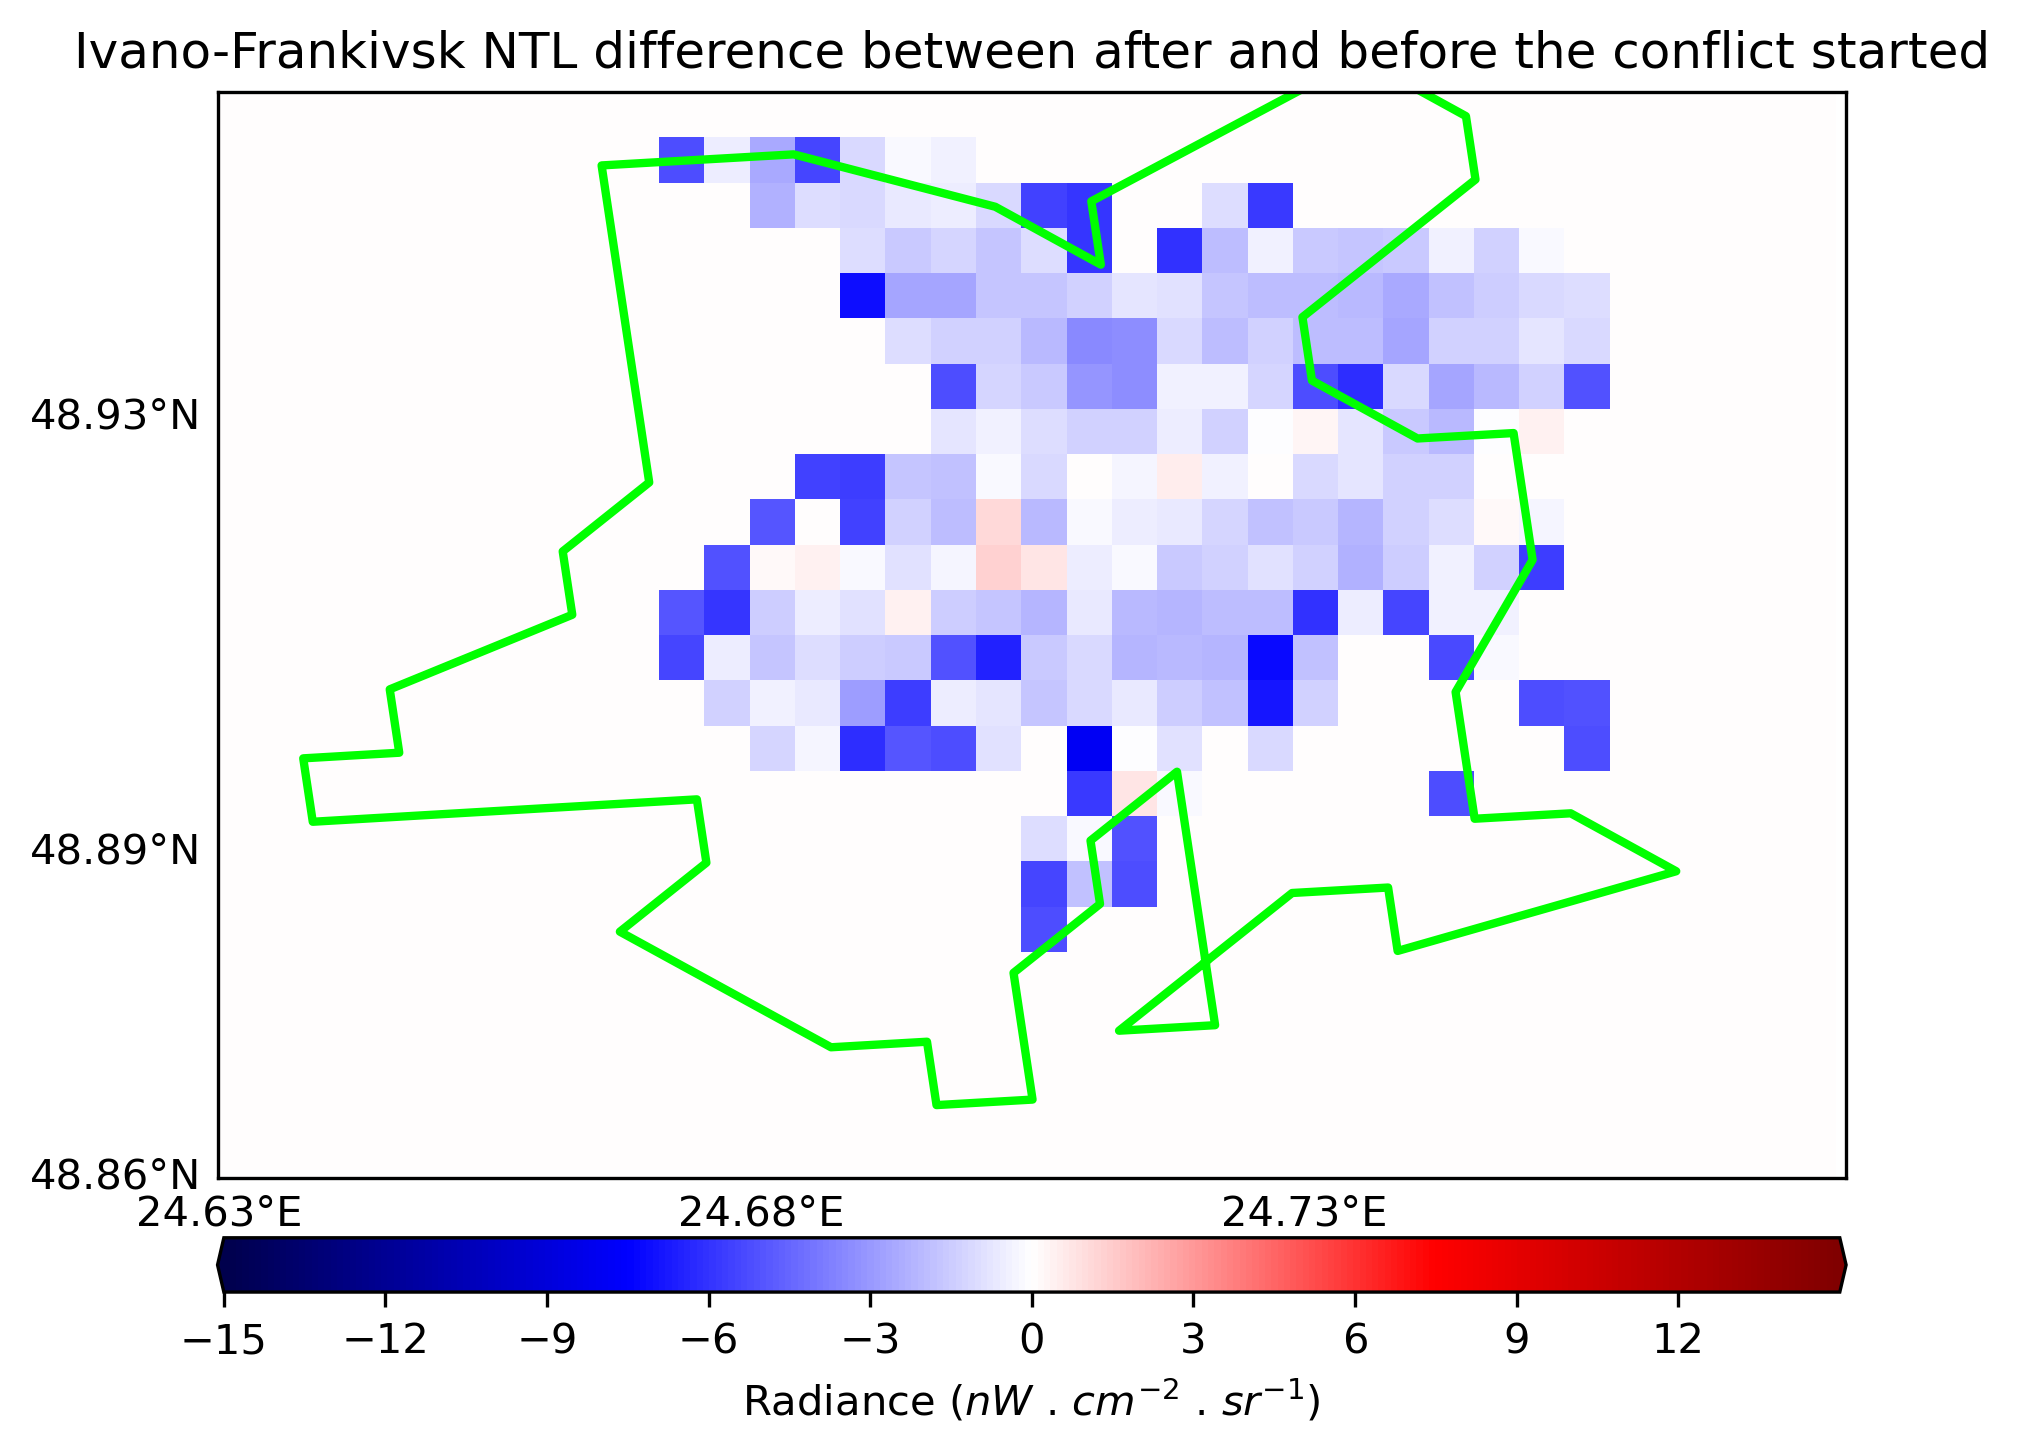 Ivano-Frankivsk NTL difference between after and before the conflict started
48.93°N
48.89°N
48.86°N
24.63°E 24.68°E 24.73°E
−15 −12 −9 −6 −3 0 3 6 9 12
Radiance (nW . cm⁻² . sr⁻¹)